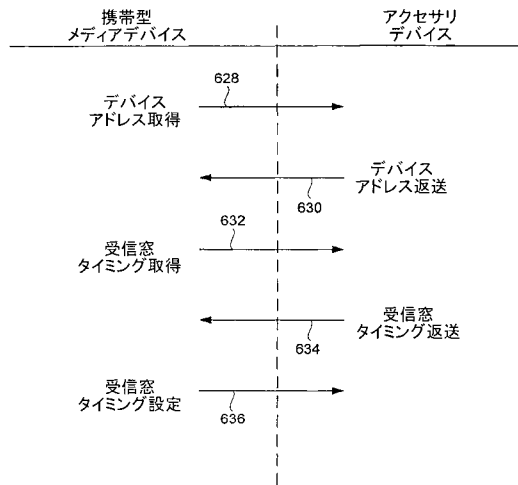 携帯型
メディアデバイス
アクセサリ
デバイス
628
デバイス
アドレス取得
デバイス
アドレス返送
630
632
受信窓
タイミング取得
受信窓
タイミング返送
634
受信窓
タイミング設定
636